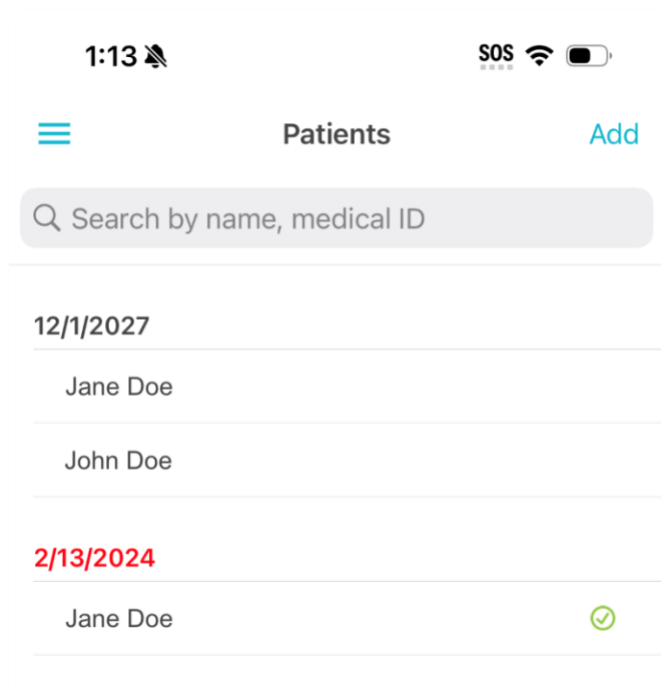 1:13 SOS
Patients Add
Search by name, medical ID
12/1/2027
Jane Doe
John Doe
2/13/2024
Jane Doe